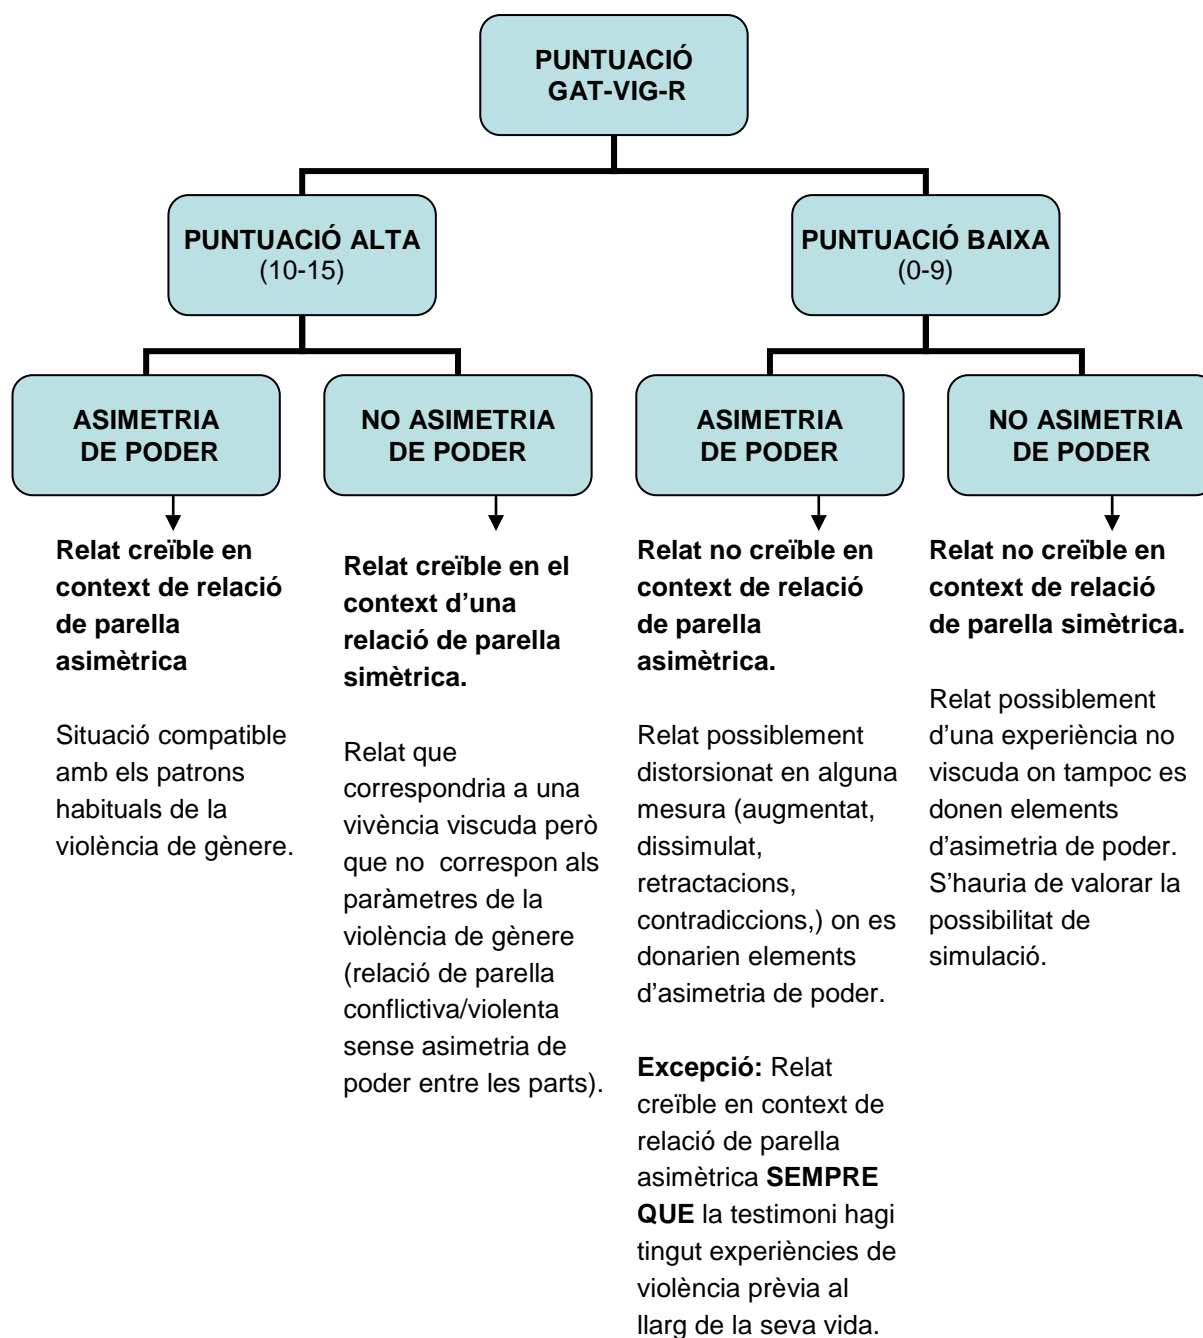 PUNTUACIÓ
GAT-VIG-R
PUNTUACIÓ ALTA
(10-15)
PUNTUACIÓ BAIXA
(0-9)
ASIMETRIA
DE PODER
NO ASIMETRIA
DE PODER
ASIMETRIA
DE PODER
NO ASIMETRIA
DE PODER
Relat creïble en
context de relació
de parella
asimètrica
Situació compatible
amb els patrons
habituals de la
violència de gènere.
Relat creïble en el
context d’una
relació de parella
simètrica.
Relat que
correspondria a una
vivència viscuda però
que no  correspon als
paràmetres de la
violència de gènere
(relació de parella
conflictiva/violenta
sense asimetria de
poder entre les parts).
Relat no creïble en
context de relació
de parella
asimètrica.
Relat possiblement
distorsionat en alguna
mesura (augmentat,
dissimulat,
retractacions,
contradiccions,) on es
donarien elements
d’asimetria de poder.
Excepció: Relat
creïble en context de
relació de parella
asimètrica SEMPRE
QUE la testimoni hagi
tingut experiències de
violència prèvia al
llarg de la seva vida.
Relat no creïble en
context de relació
de parella simètrica.
Relat possiblement
d’una experiència no
viscuda on tampoc es
donen elements
d’asimetria de poder.
S’hauria de valorar la
possibilitat de
simulació.